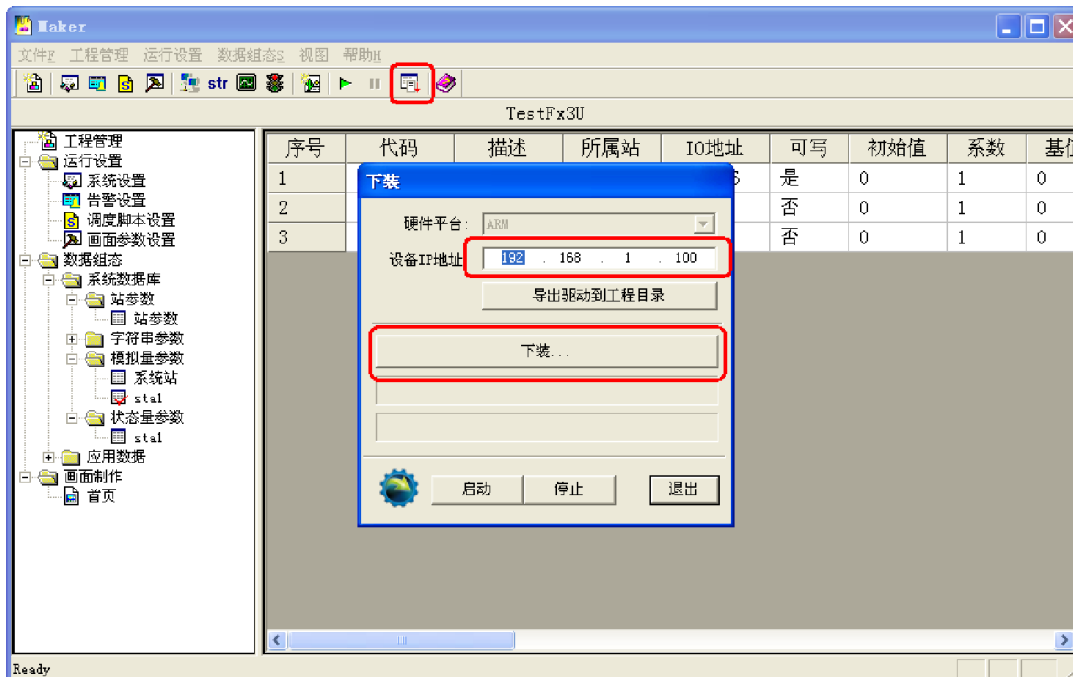 Maker
文件F 工程管理 运行设置 数据组态S 视图 帮助H
str
TestFx3U
工程管理
运行设置
系统设置
告警设置
调度脚本设置
画面参数设置
数据组态
系统数据库
站参数
站参数
字符串参数
模拟量参数
系统站
sta1
状态量参数
sta1
应用数据
画面制作
首页
序号 代码 描述 所属站 IO地址 可写 初始值 系数 基值
1 是 0 1 0
2 否 0 1 0
3 否 0 1 0
下装
硬件平台: ARM
设备IP地址 192 . 168 . 1 . 100
导出驱动到工程目录
下装...
启动 停止 退出
Ready